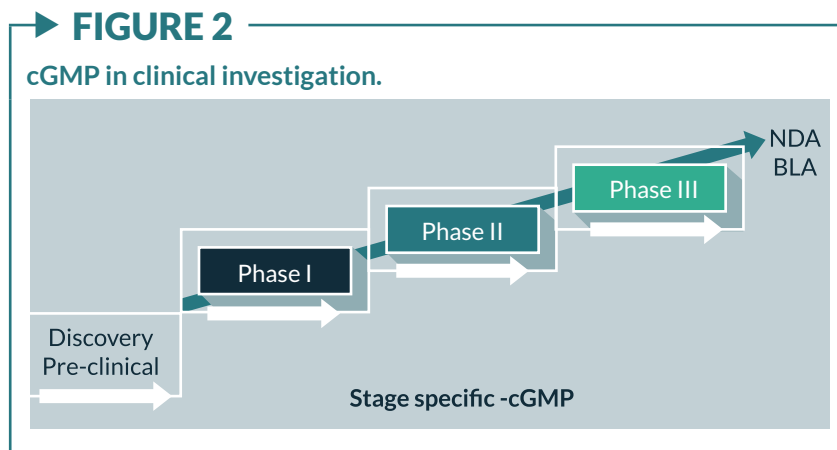 FIGURE 2
cGMP in clinical investigation.
NDA
BLA
Phase III
Phase II
Phase I
Discovery
Pre-clinical
Stage specific -cGMP